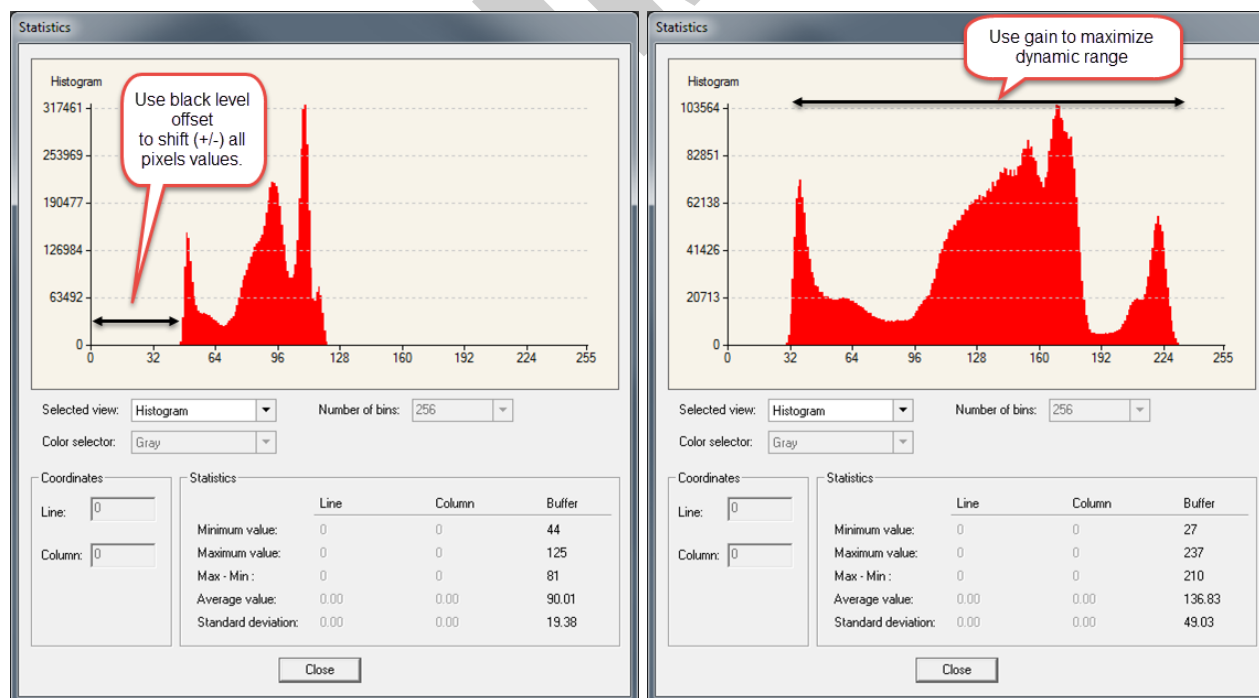 Statistics
Histogram
317461
253969
190477
126984
63492
0
0 32 64 96 128 160 192 224 255
Use black level
offset
to shift (+/-) all
pixels values.
Selected view: Histogram Number of bins: 256
Color selector: Gray
Coordinates
Line: 0
Column: 0
Statistics
Line Column Buffer
Minimum value: 0 0 44
Maximum value: 0 0 125
Max - Min : 0 0 81
Average value: 0.00 0.00 90.01
Standard deviation: 0.00 0.00 19.38
Close
Statistics
Use gain to maximize
dynamic range
Histogram
103564
82851
62138
41426
20713
0
0 32 64 96 128 160 192 224 255
Selected view: Histogram Number of bins: 256
Color selector: Gray
Coordinates
Line: 0
Column: 0
Statistics
Line Column Buffer
Minimum value: 0 0 27
Maximum value: 0 0 237
Max - Min : 0 0 210
Average value: 0.00 0.00 136.83
Standard deviation: 0.00 0.00 49.03
Close